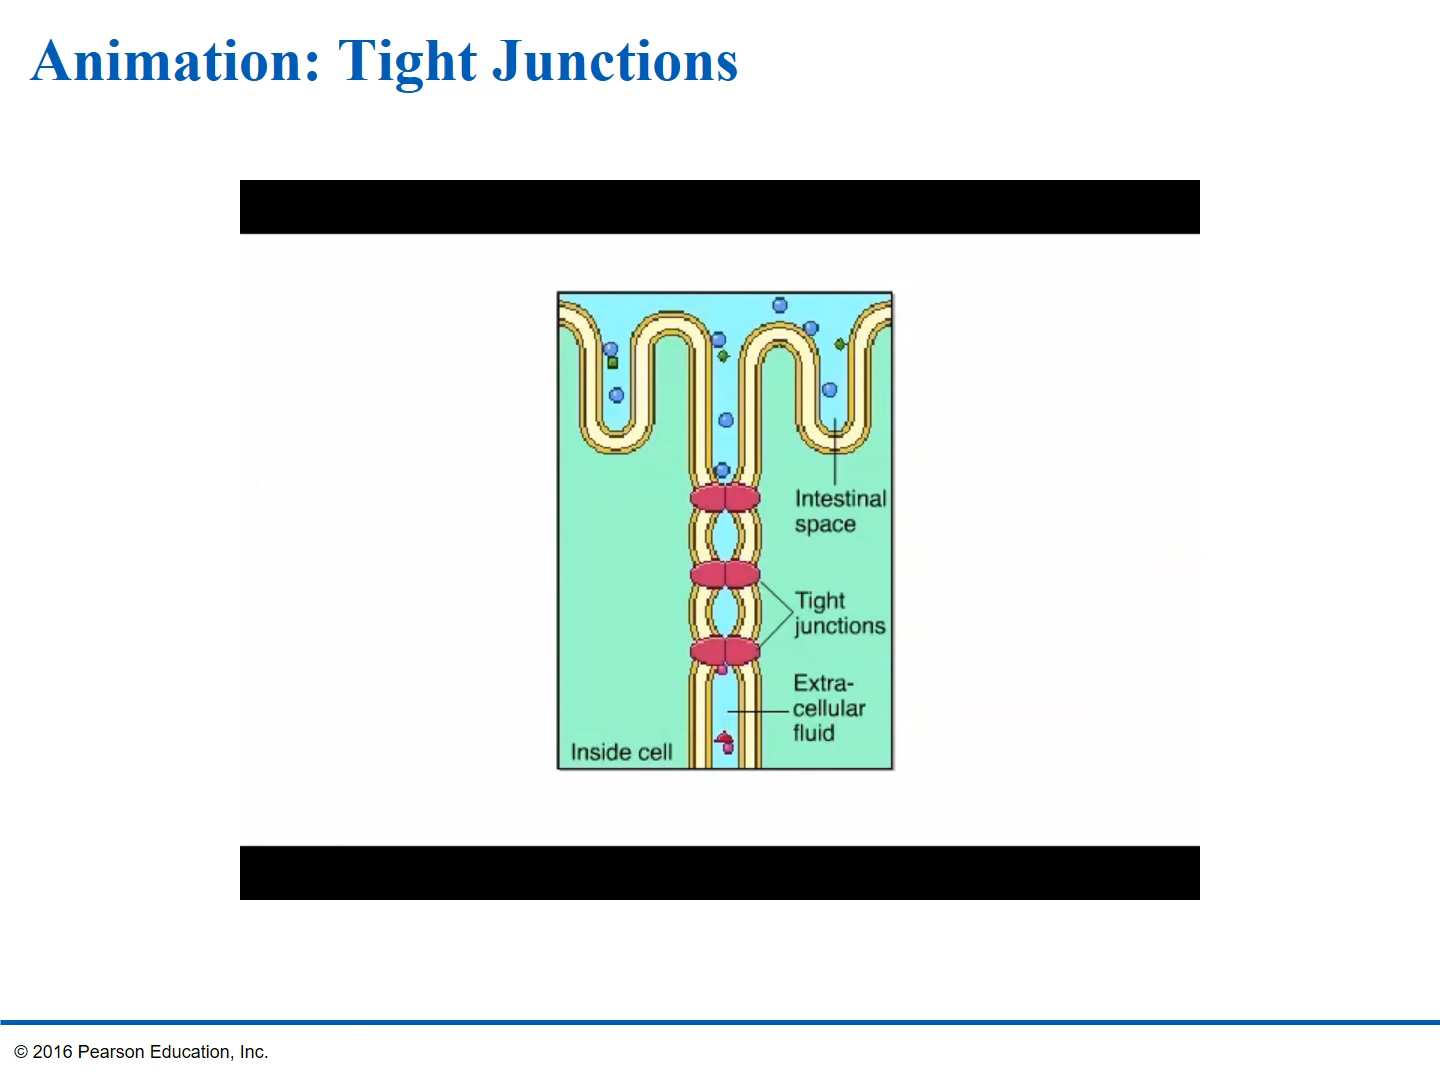 Animation: Tight Junctions
Intestinal
space
Tight
junctions
Extra-
cellular
fluid
Inside cell
© 2016 Pearson Education, Inc.